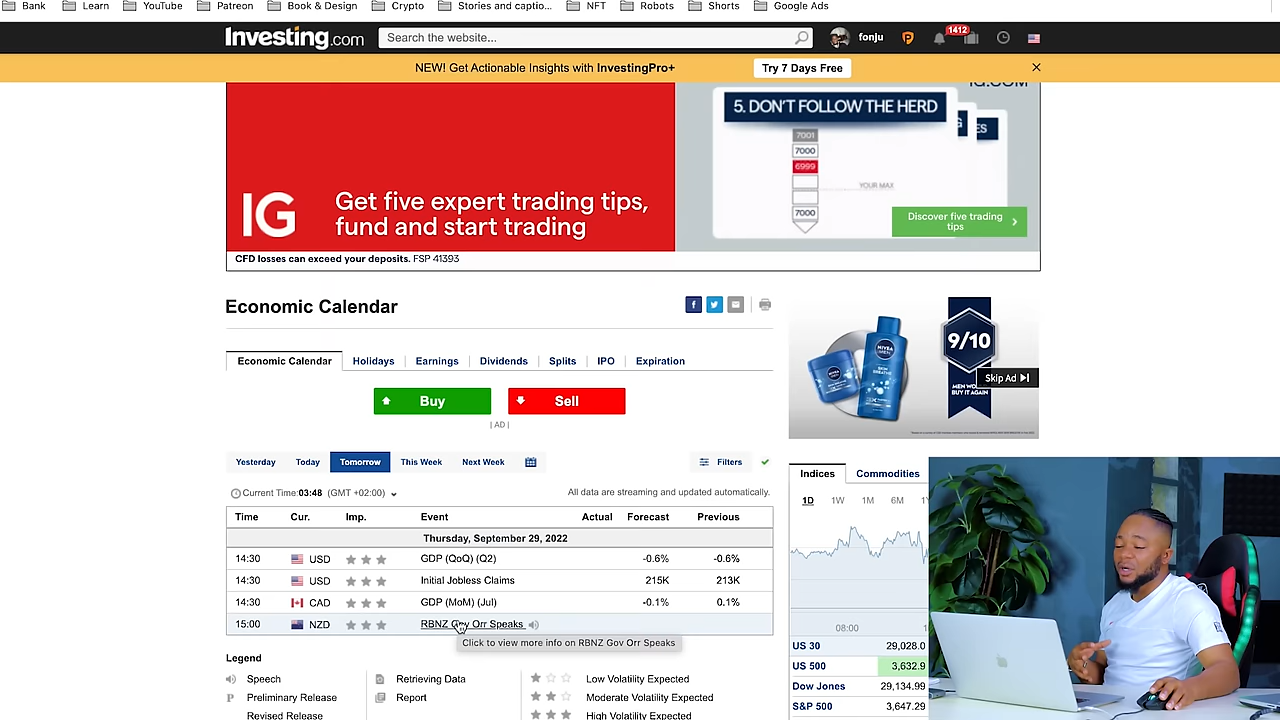 Bank Learn YouTube Patreon Book & Design Crypto Stories and captio... NFT Robots Shorts Google Ads
Investing.com Search the website... fonju 1412
NEW! Get Actionable Insights with InvestingPro+ Try 7 Days Free
IG.COM
5. DON'T FOLLOW THE HERD
ES
7001
7000
6999
YOUR MAX
7000
IG Get five expert trading tips,
fund and start trading
Discover five trading
tips
CFD losses can exceed your deposits. FSP 41393
Economic Calendar
9/10
NIVEA
MEN
Skip Ad
Economic Calendar Holidays Earnings Dividends Splits IPO Expiration
Buy Sell
| AD |
Yesterday Today Tomorrow This Week Next Week Filters
Current Time:03:48 (GMT +02:00) All data are streaming and updated automatically.
Time Cur. Imp. Event Actual Forecast Previous
Thursday, September 29, 2022
14:30 USD GDP (QoQ) (Q2) -0.6% -0.6%
14:30 USD Initial Jobless Claims 215K 213K
14:30 CAD GDP (MoM) (Jul) -0.1% 0.1%
15:00 NZD RBNZ Gov Orr Speaks
Click to view more info on RBNZ Gov Orr Speaks
Legend
Speech Retrieving Data Low Volatility Expected
P Preliminary Release Report Moderate Volatility Expected
Revised Release High Volatility Expected
Indices Commodities
1D 1W 1M 6M
08:00
US 30 29,028.0
US 500 3,632.9
Dow Jones 29,134.99
S&P 500 3,647.29